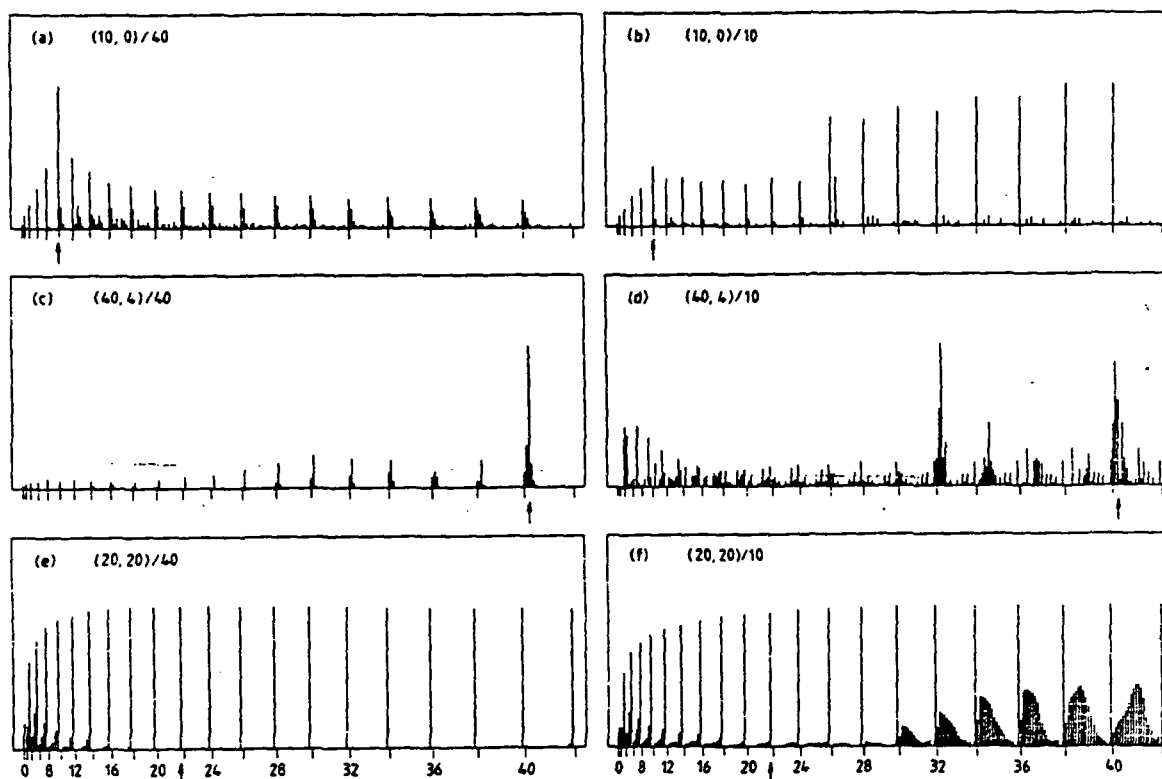 (a) (10,0)/40
(b) (10,0)/10
(c) (40,4)/40
(d) (40,4)/10
(e) (20,20)/40
(f) (20,20)/10
0 8 12 16 20 24 28 32 36 40
0 8 12 16 20 24 28 32 36 40